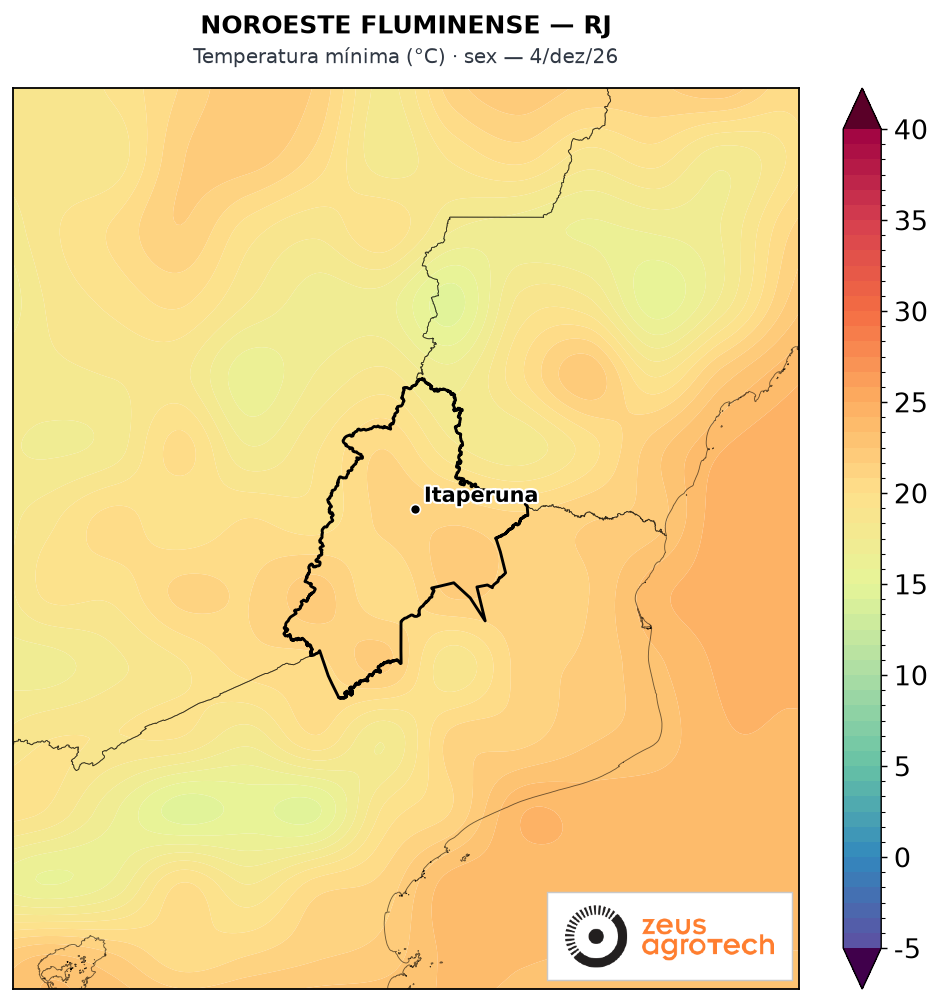 NOROESTE FLUMINENSE — RJ
Temperatura mínima (°C) · sex — 4/dez/26
40
35
30
25
20
15
10
5
0
-5
Itaperuna
zeus
agrotech